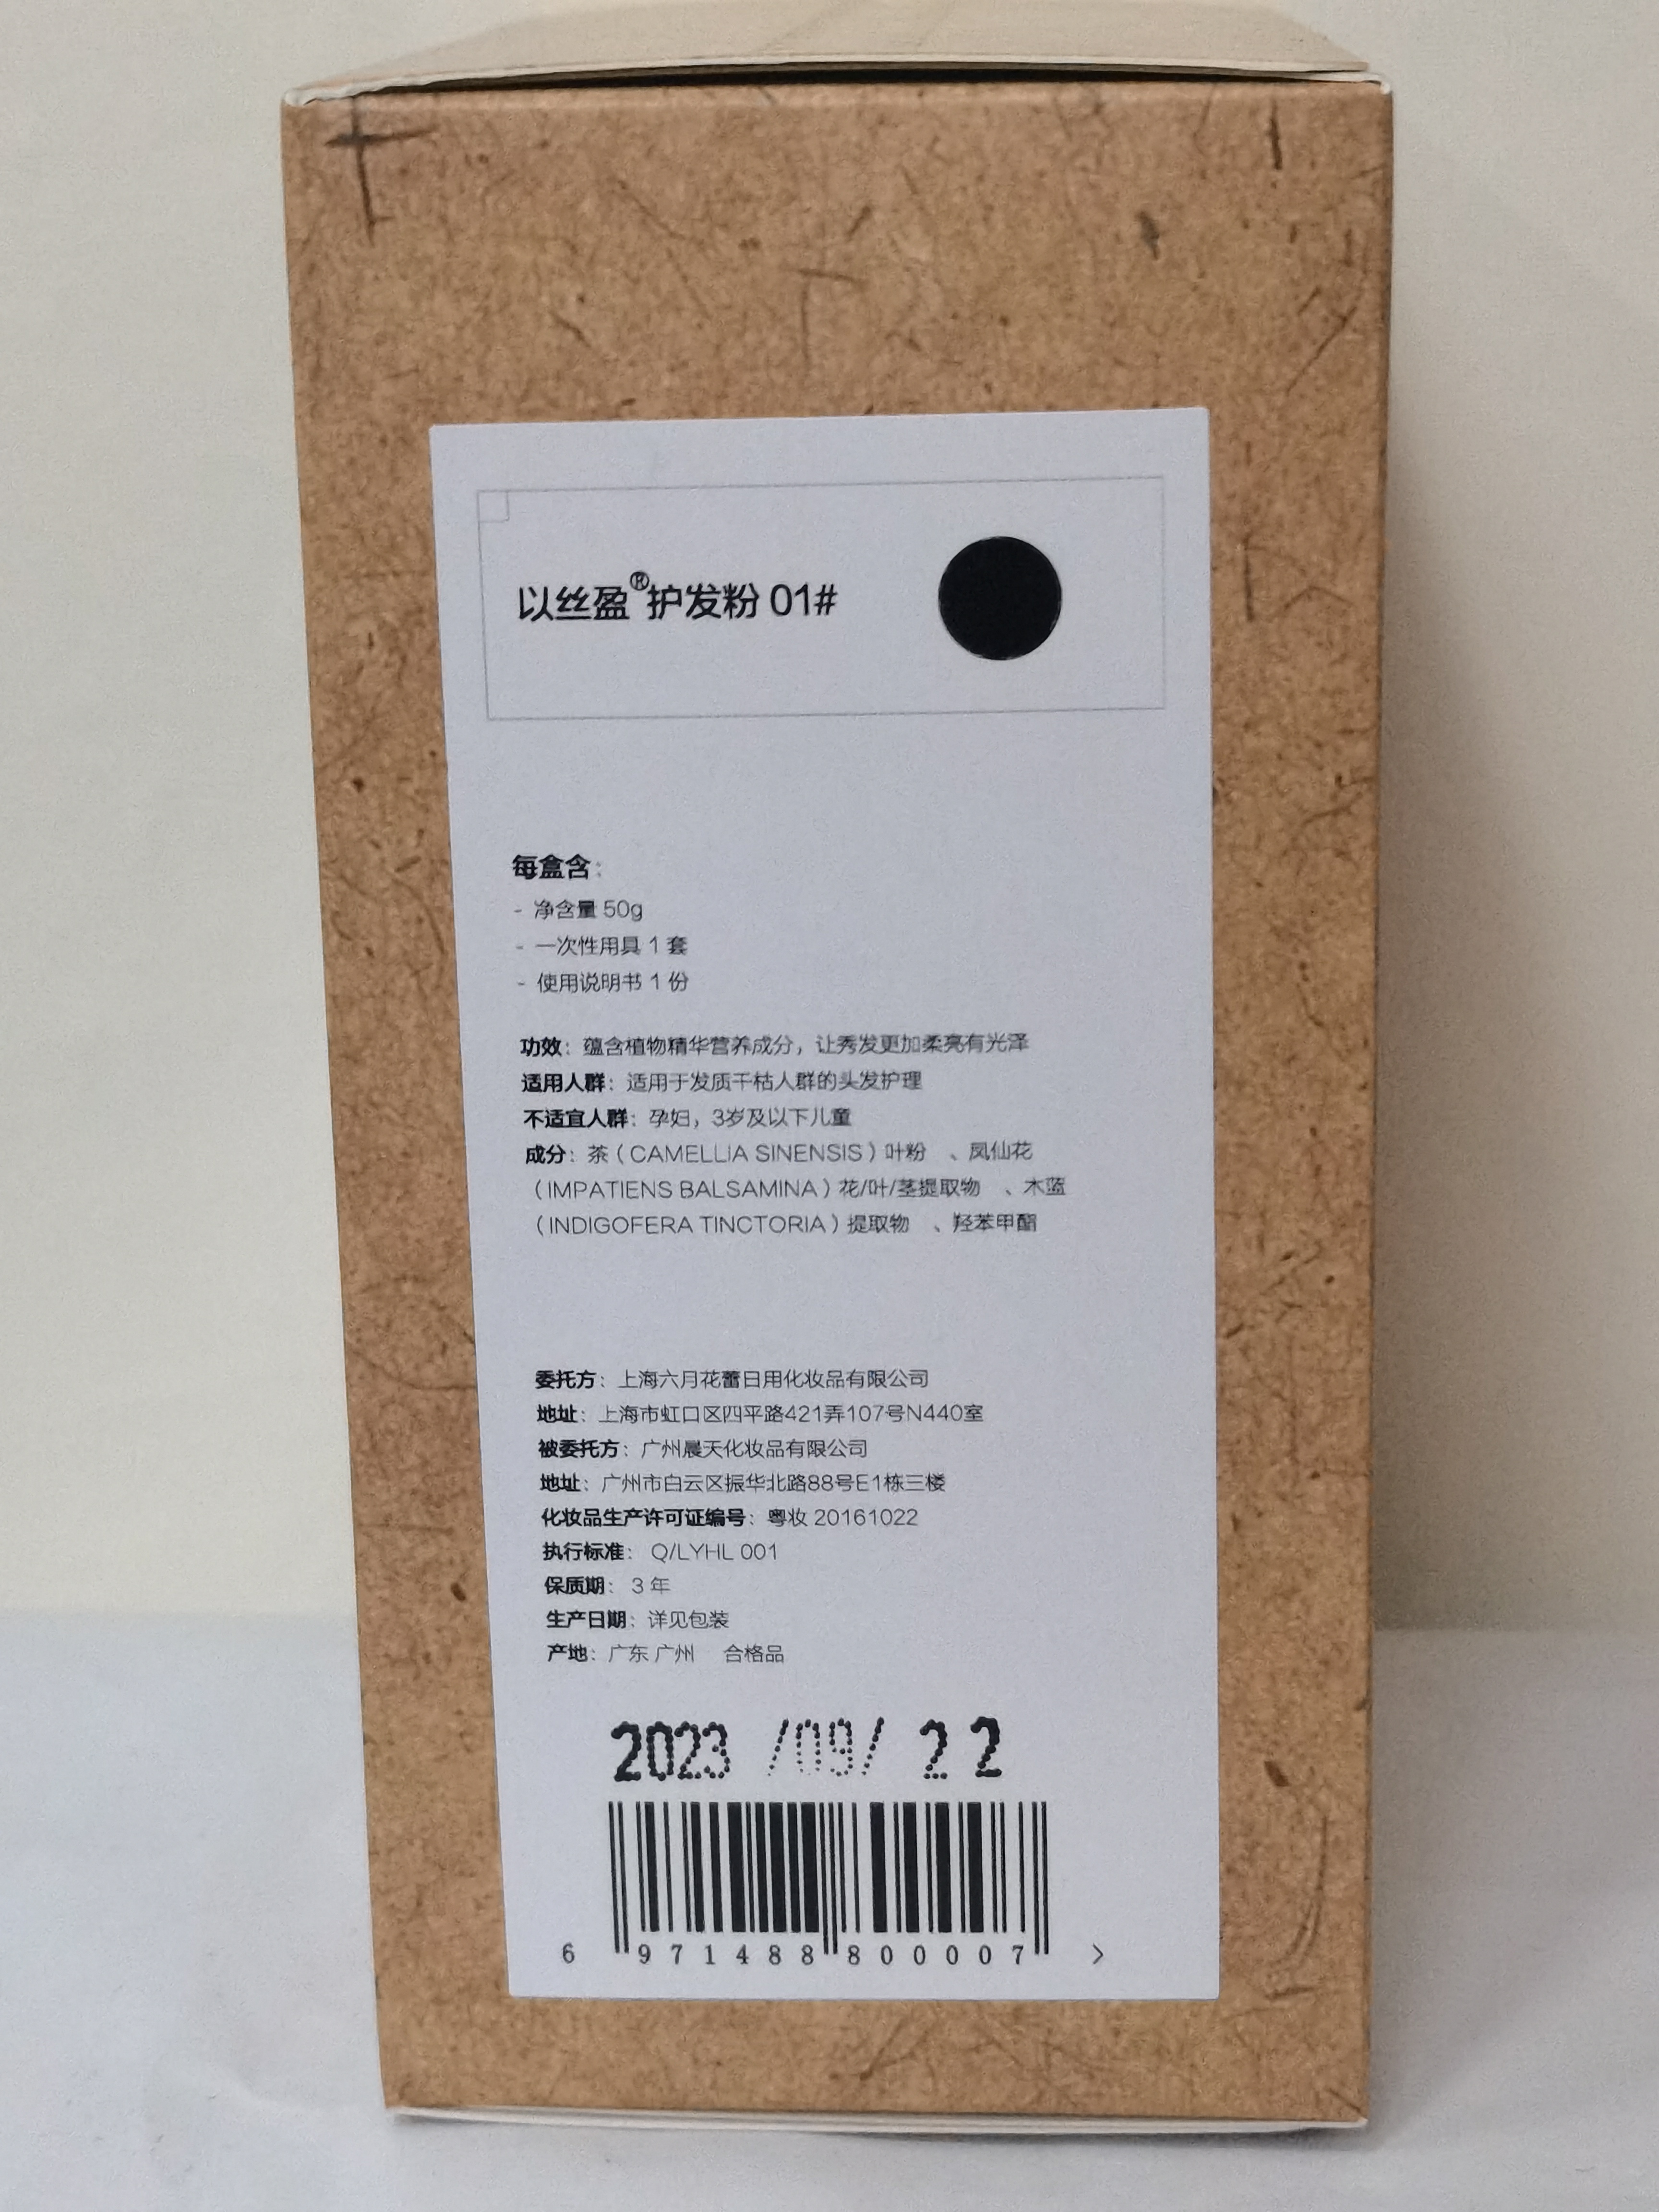 以丝盈®护发粉 01#
每盒含:
- 净含量 50g
- 一次性用具 1 套
- 使用说明书 1 份
功效：蕴含植物精华营养成分，让秀发更加柔亮有光泽
适用人群：适用于发质干枯人群的头发护理
不适宜人群：孕妇，3岁及以下儿童
成分：茶（CAMELLIA SINENSIS）叶粉 、凤仙花
（IMPATIENS BALSAMINA）花/叶/茎提取物 、木蓝
（INDIGOFERA TINCTORIA）提取物 、羟苯甲酯
委托方：上海六月花蕾日用化妆品有限公司
地址：上海市虹口区四平路421弄107号N440室
被委托方：广州晨天化妆品有限公司
地址：广州市白云区振华北路88号E1栋三楼
化妆品生产许可证编号：粤妆 20161022
执行标准： Q/LYHL 001
保质期： 3 年
生产日期：详见包装
产地：广东 广州 合格品
2023 /09/ 22
6 971488 800007 >